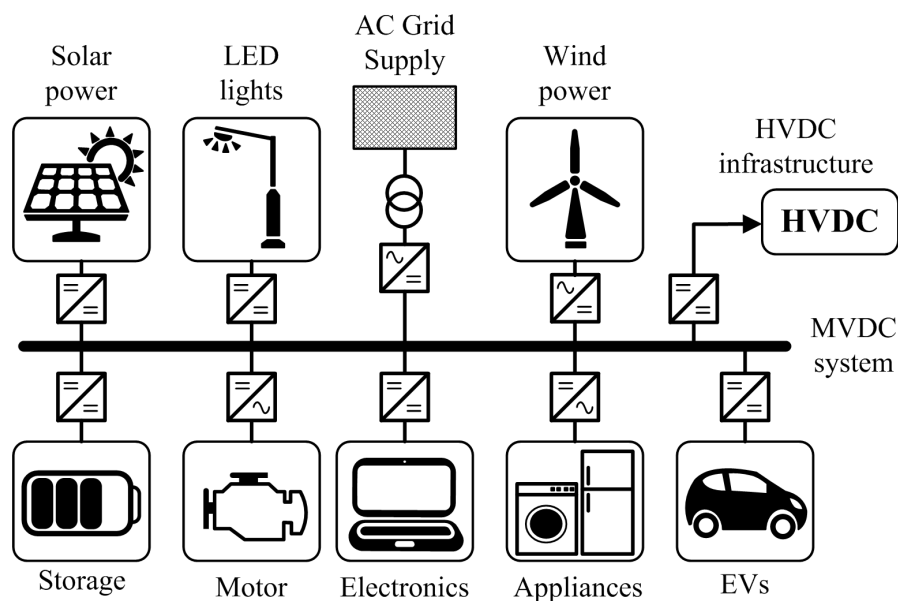 Solar
power
LED
lights
AC Grid
Supply
Wind
power
HVDC
infrastructure
HVDC
MVDC
system
Storage
Motor
Electronics
Appliances
EVs